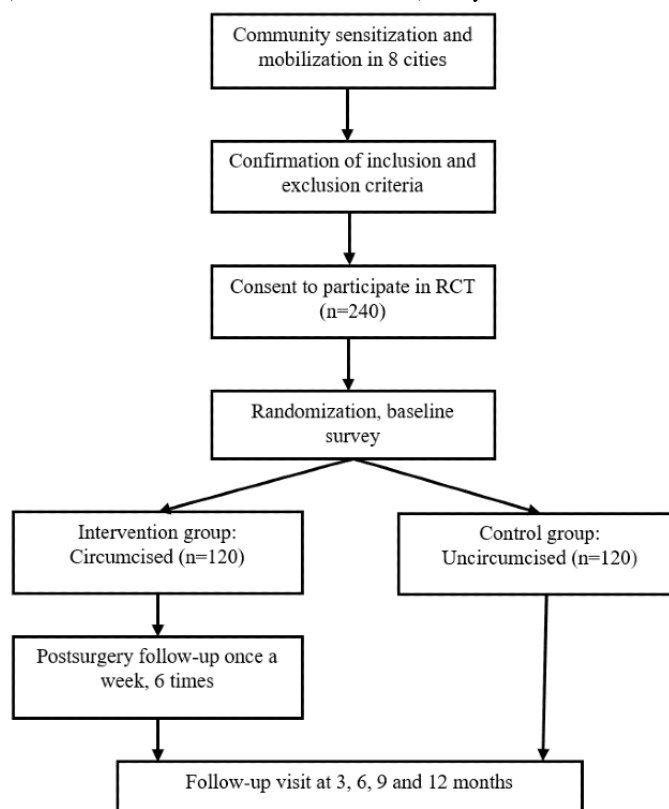 Community sensitization and
mobilization in 8 cities
Confirmation of inclusion and
exclusion criteria
Consent to participate in RCT
(n=240)
Randomization, baseline
survey
Intervention group:
Circumcised (n=120)
Control group:
Uncircumcised (n=120)
Postsurgery follow-up once a
week, 6 times
Follow-up visit at 3, 6, 9 and 12 months